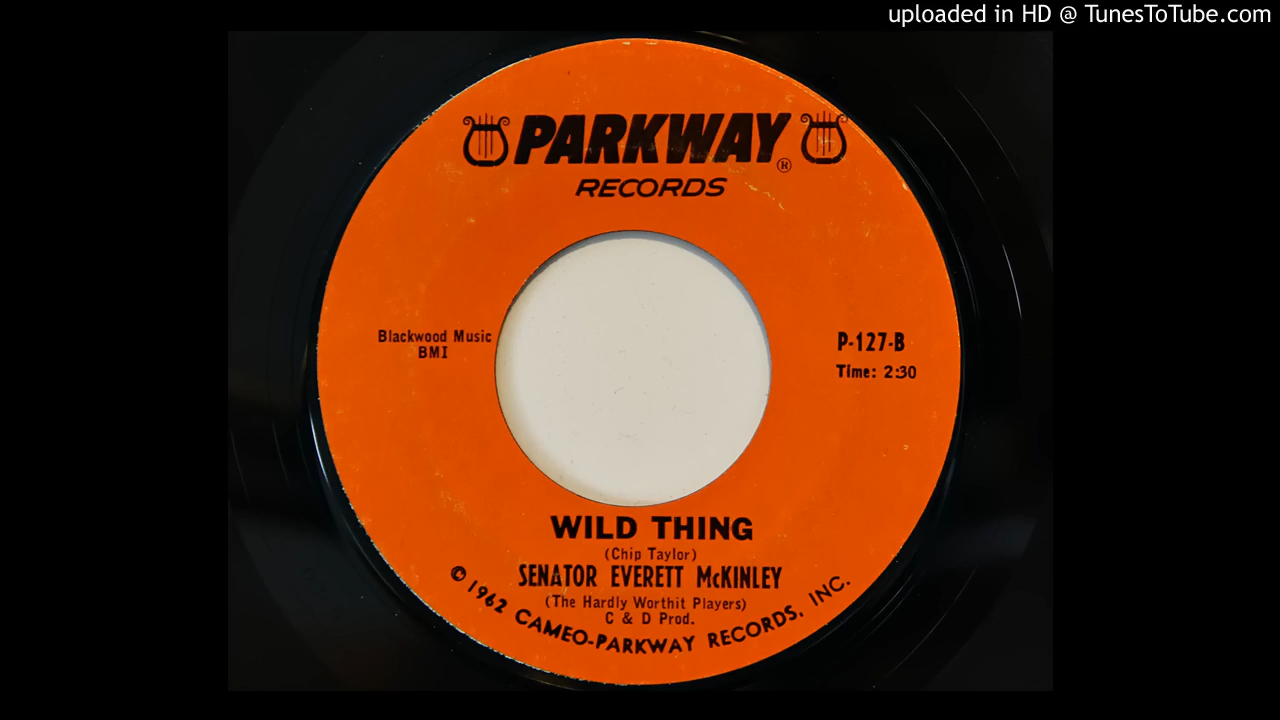 uploaded in HD @ TunesToTube.com
PARKWAY ®
RECORDS
Blackwood Music
BMI
P-127-B
Time: 2:30
WILD THING
(Chip Taylor)
SENATOR EVERETT McKINLEY
(The Hardly Worthit Players)
C & D Prod.
© 1962 CAMEO-PARKWAY RECORDS, INC.